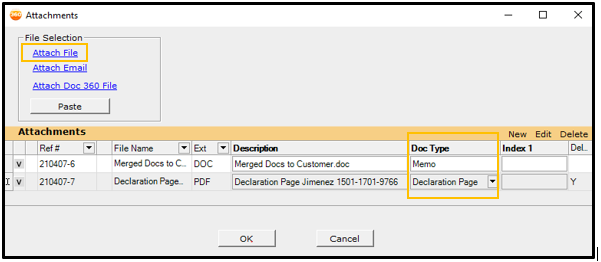 360 Attachments
File Selection
Attach File
Attach Email
Attach Doc 360 File
Paste
Attachments New Edit Delete
Ref # File Name Ext Description Doc Type Index 1 Del..
v 210407-6 Merged Docs to C... DOC Merged Docs to Customer.doc Memo
v 210407-7 Declaration Page.. PDF Declaration Page Jimenez 1501-1701-9766 Declaration Page Y
OK Cancel